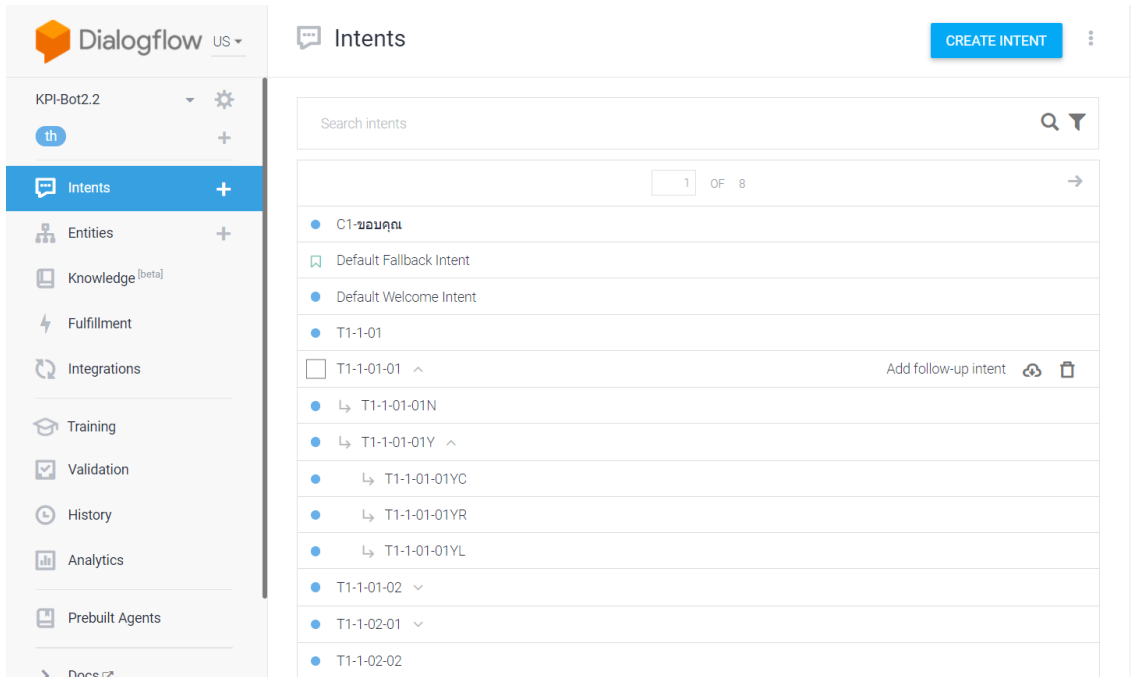 Dialogflow US
Intents
CREATE INTENT
KPI-Bot2.2
th
Intents
Entities
Knowledge [beta]
Fulfillment
Integrations
Training
Validation
History
Analytics
Prebuilt Agents
Docs
Search intents
1 OF 8
C1-ขอบคุณ
Default Fallback Intent
Default Welcome Intent
T1-1-01
T1-1-01-01 Add follow-up intent
T1-1-01-01N
T1-1-01-01Y
T1-1-01-01YC
T1-1-01-01YR
T1-1-01-01YL
T1-1-01-02
T1-1-02-01
T1-1-02-02